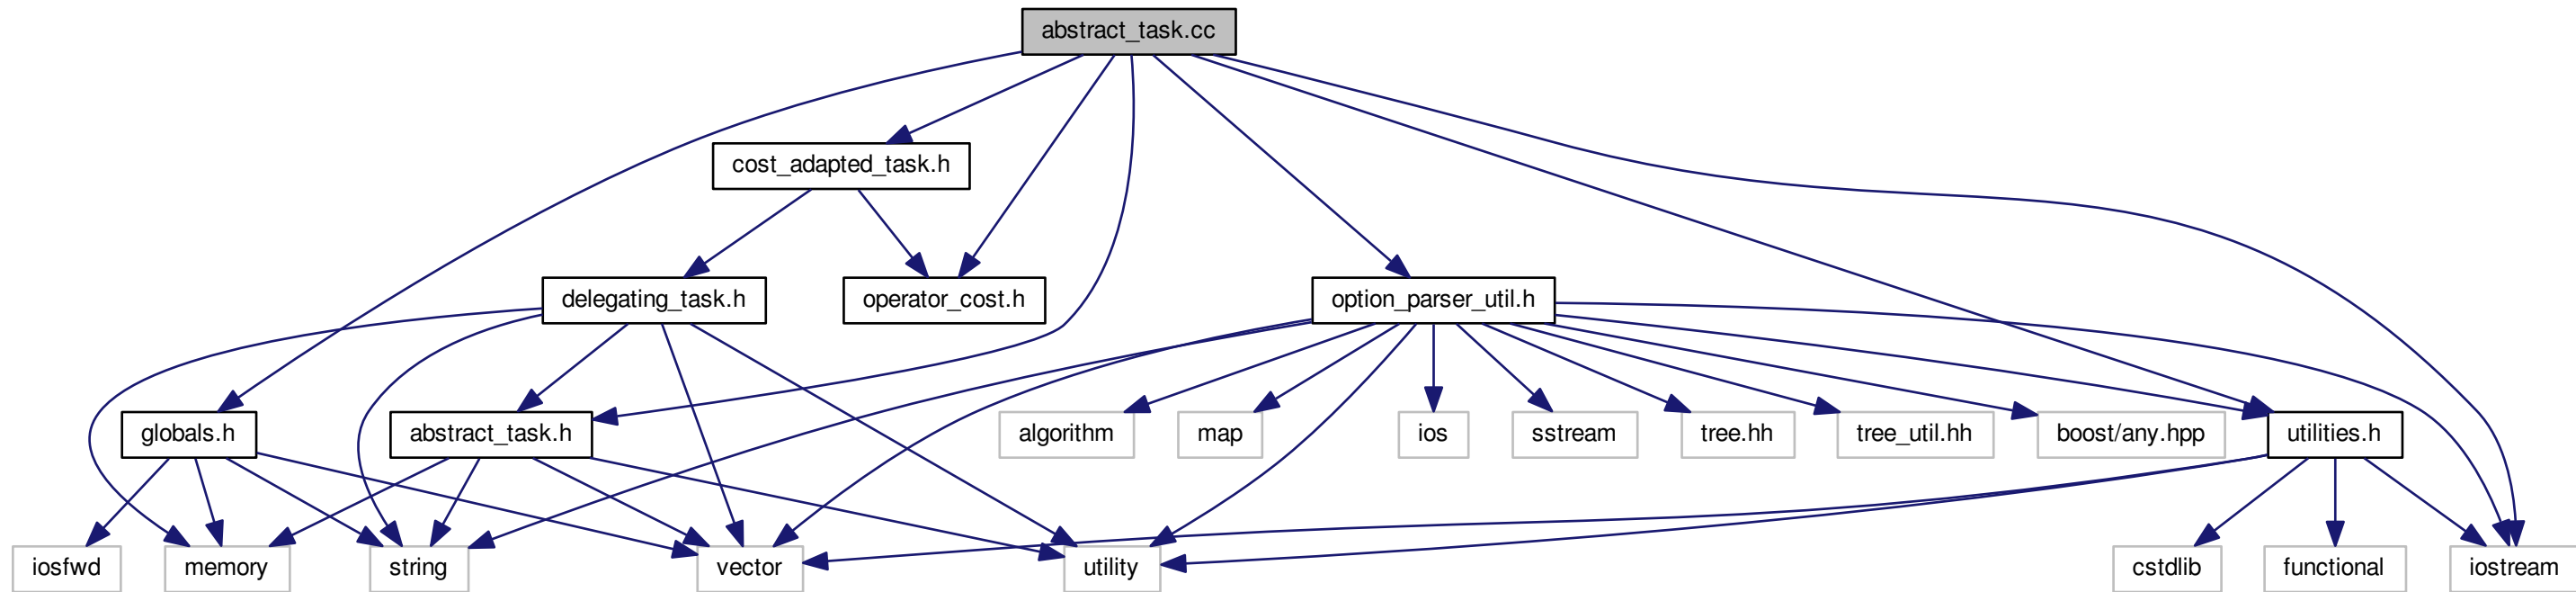 abstract_task.cc
cost_adapted_task.h
delegating_task.h
operator_cost.h
option_parser_util.h
globals.h
abstract_task.h
algorithm
map
ios
sstream
tree.hh
tree_util.hh
boost/any.hpp
utilities.h
iosfwd
memory
string
vector
utility
cstdlib
functional
iostream